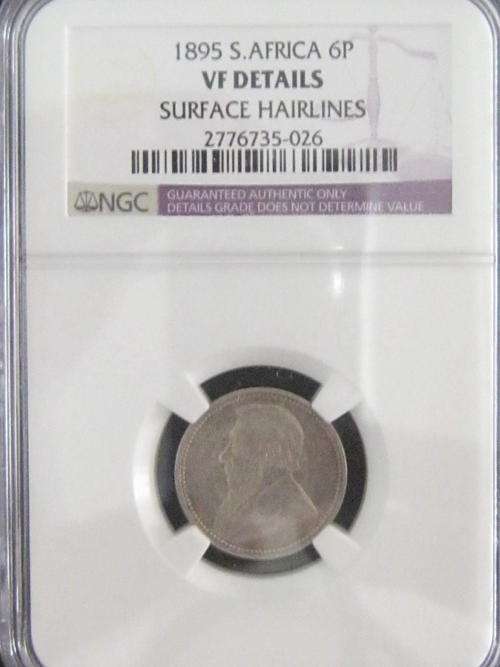 1895 S.AFRICA 6P
VF DETAILS
SURFACE HAIRLINES
2776735-026
NGC
GUARANTEED AUTHENTIC ONLY
DETAILS GRADE DOES NOT DETERMINE VALUE